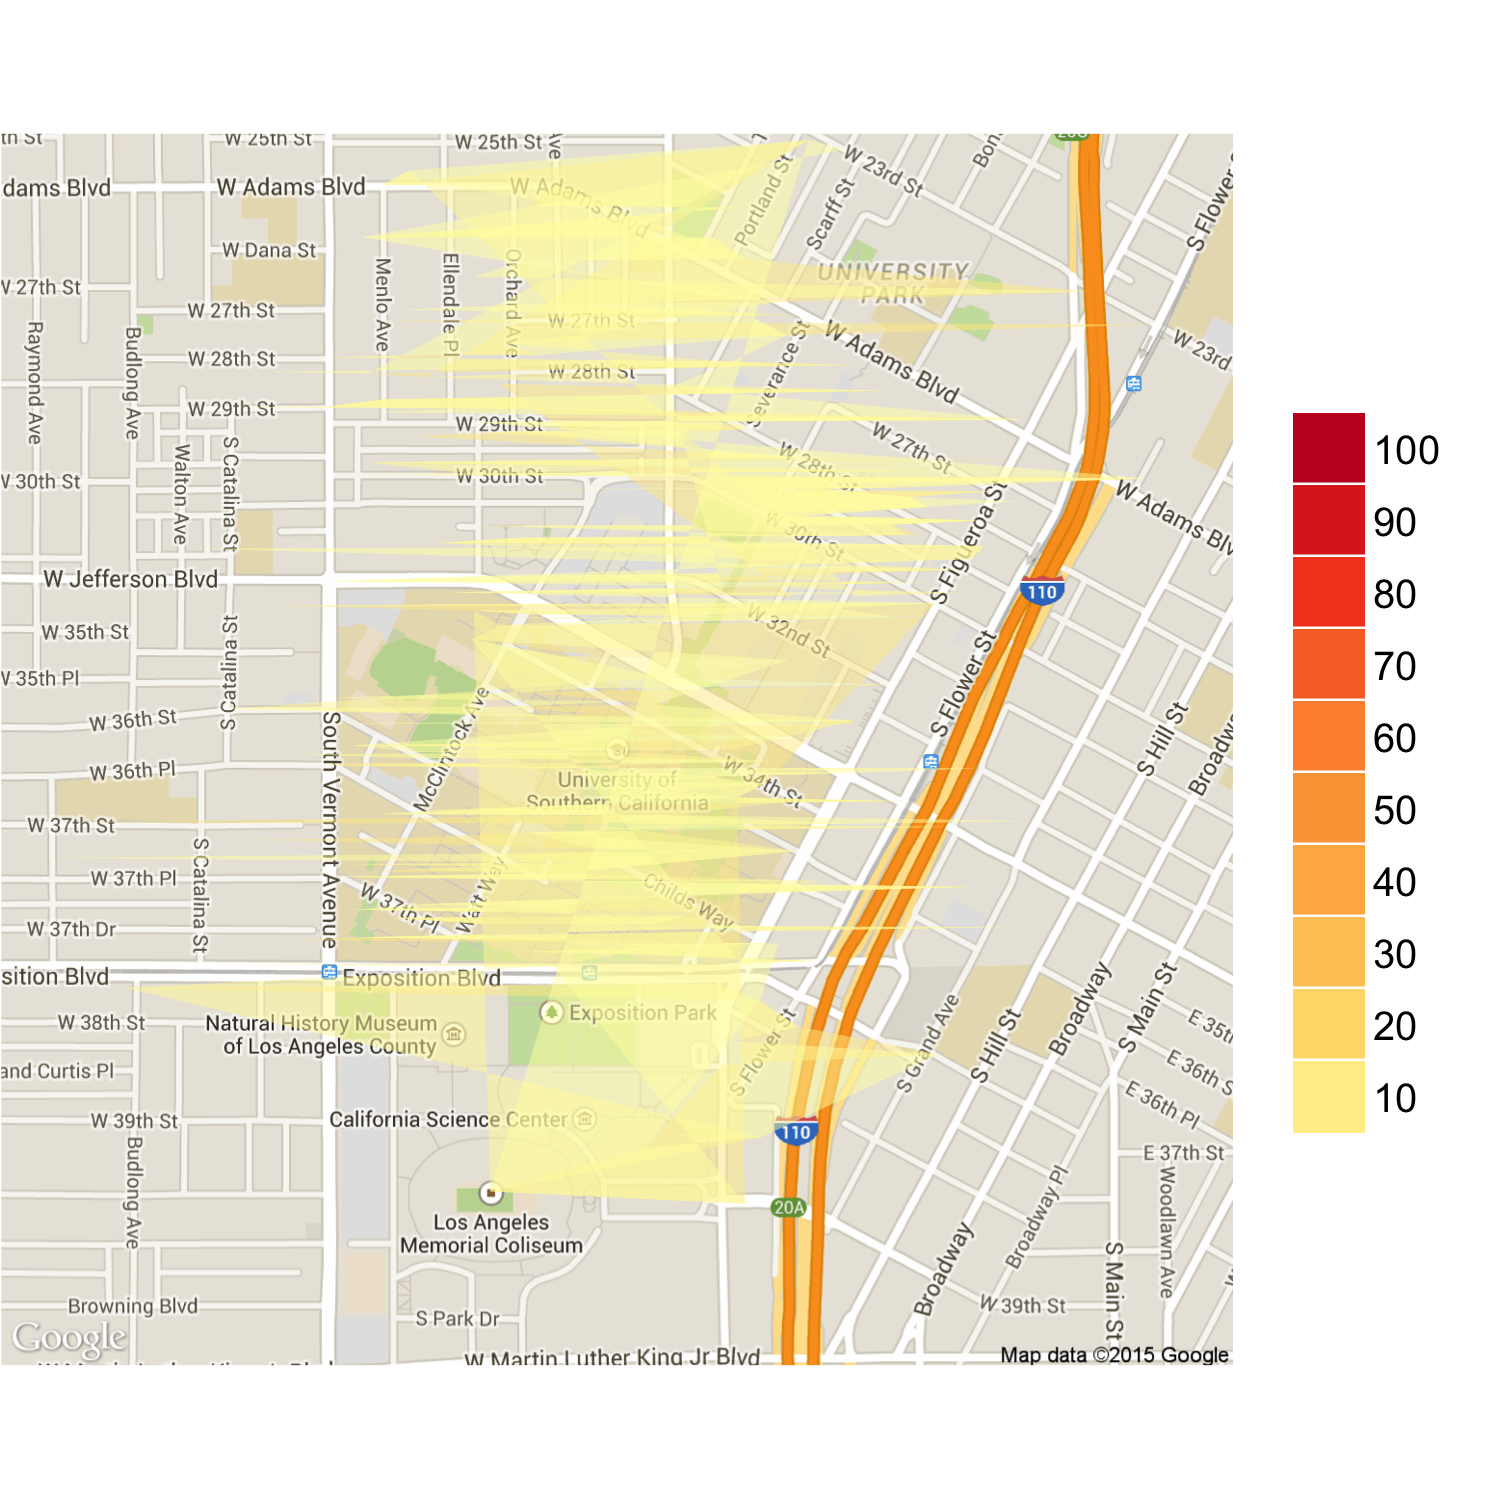 W 25th St
W 25th St
W 23rd St
Portland St
Scarff St
S Flower
W Adams Blvd
W Adams Blvd
dams Blvd
W Dana St
UNIVERSITY
PARK
W 27th St
W 27th St
W 27th St
Menlo Ave
Ellendale Pl
Orchard Ave
Raymond Ave
Budlong Ave
W 28th St
W 28th St
Severance St
W Adams Blvd
W 23rd
W 29th St
W 29th St
W 27th St
W 28th St
W 30th St
W 30th St
W 30th St
S Catalina St
Walton Ave
S Figueroa St
W Adams Blv
W Jefferson Blvd
110
W 35th St
W 32nd St
S Catalina St
W 35th Pl
S Flower St
W 36th St
McClintock Ave
S Hill St
Broadw
W 36th Pl
South Vermont Avenue
University of
Southern California
W 34th St
W 37th St
S Catalina St
W 37th Pl
W 37th Pl
Watt Way
Childs Way
W 37th Dr
sition Blvd
Exposition Blvd
W 38th St
Natural History Museum
of Los Angeles County
Exposition Park
S Flower St
S Grand Ave
S Hill St
Broadway
S Main St
E 35t
E 36th S
E 36th Pl
and Curtis Pl
W 39th St
California Science Center
110
E 37th St
Budlong Ave
20A
Broadway Pl
Woodlawn Ave
Los Angeles
Memorial Coliseum
S Main St
Broadway
W 39th St
Browning Blvd
S Park Dr
Google
W Martin Luther King Jr Blvd
Map data ©2015 Google
100
90
80
70
60
50
40
30
20
10